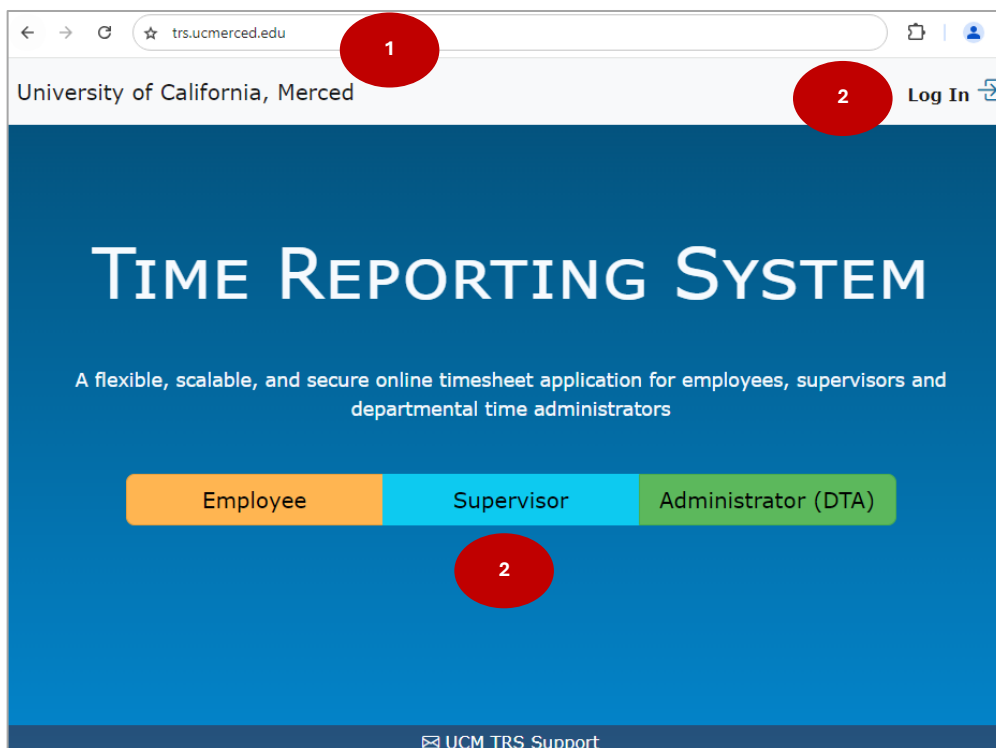 trs.ucmerced.edu
1
University of California, Merced
2
Log In
TIME REPORTING SYSTEM
A flexible, scalable, and secure online timesheet application for employees, supervisors and
departmental time administrators
Employee Supervisor Administrator (DTA)
2
UCM TRS Support